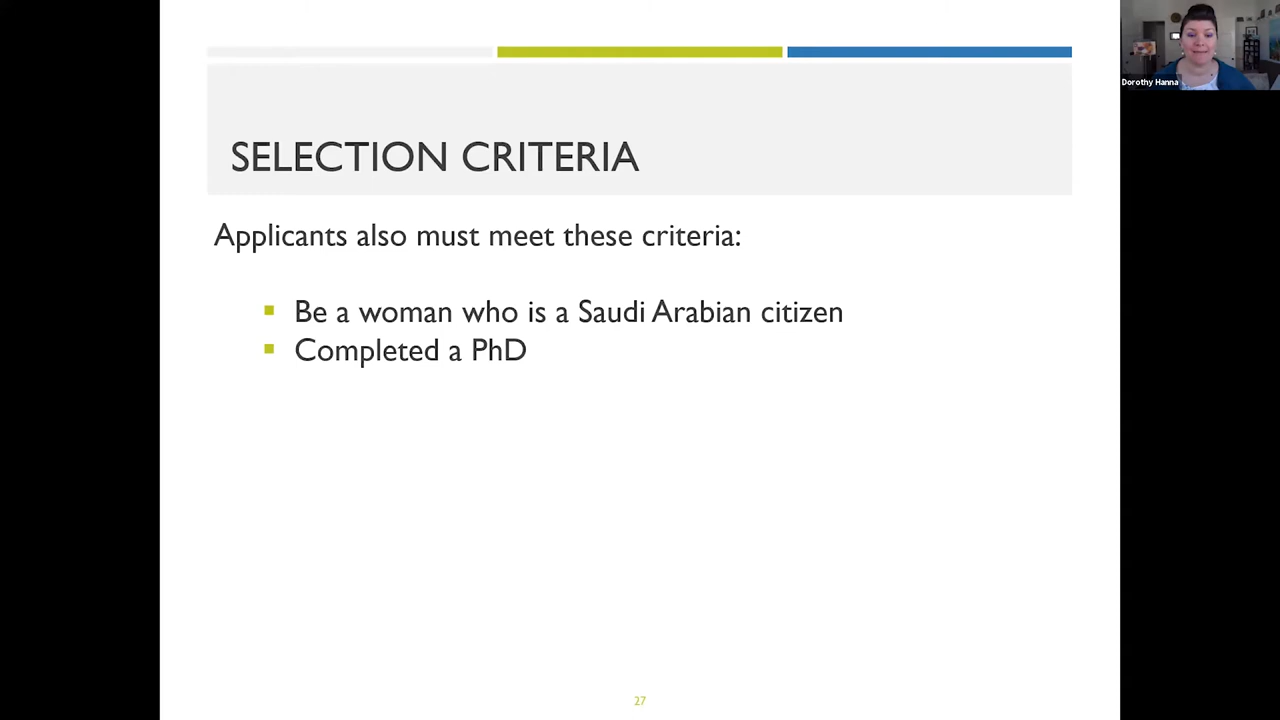 Dorothy Hanna
SELECTION CRITERIA
Applicants also must meet these criteria:
Be a woman who is a Saudi Arabian citizen
Completed a PhD
27